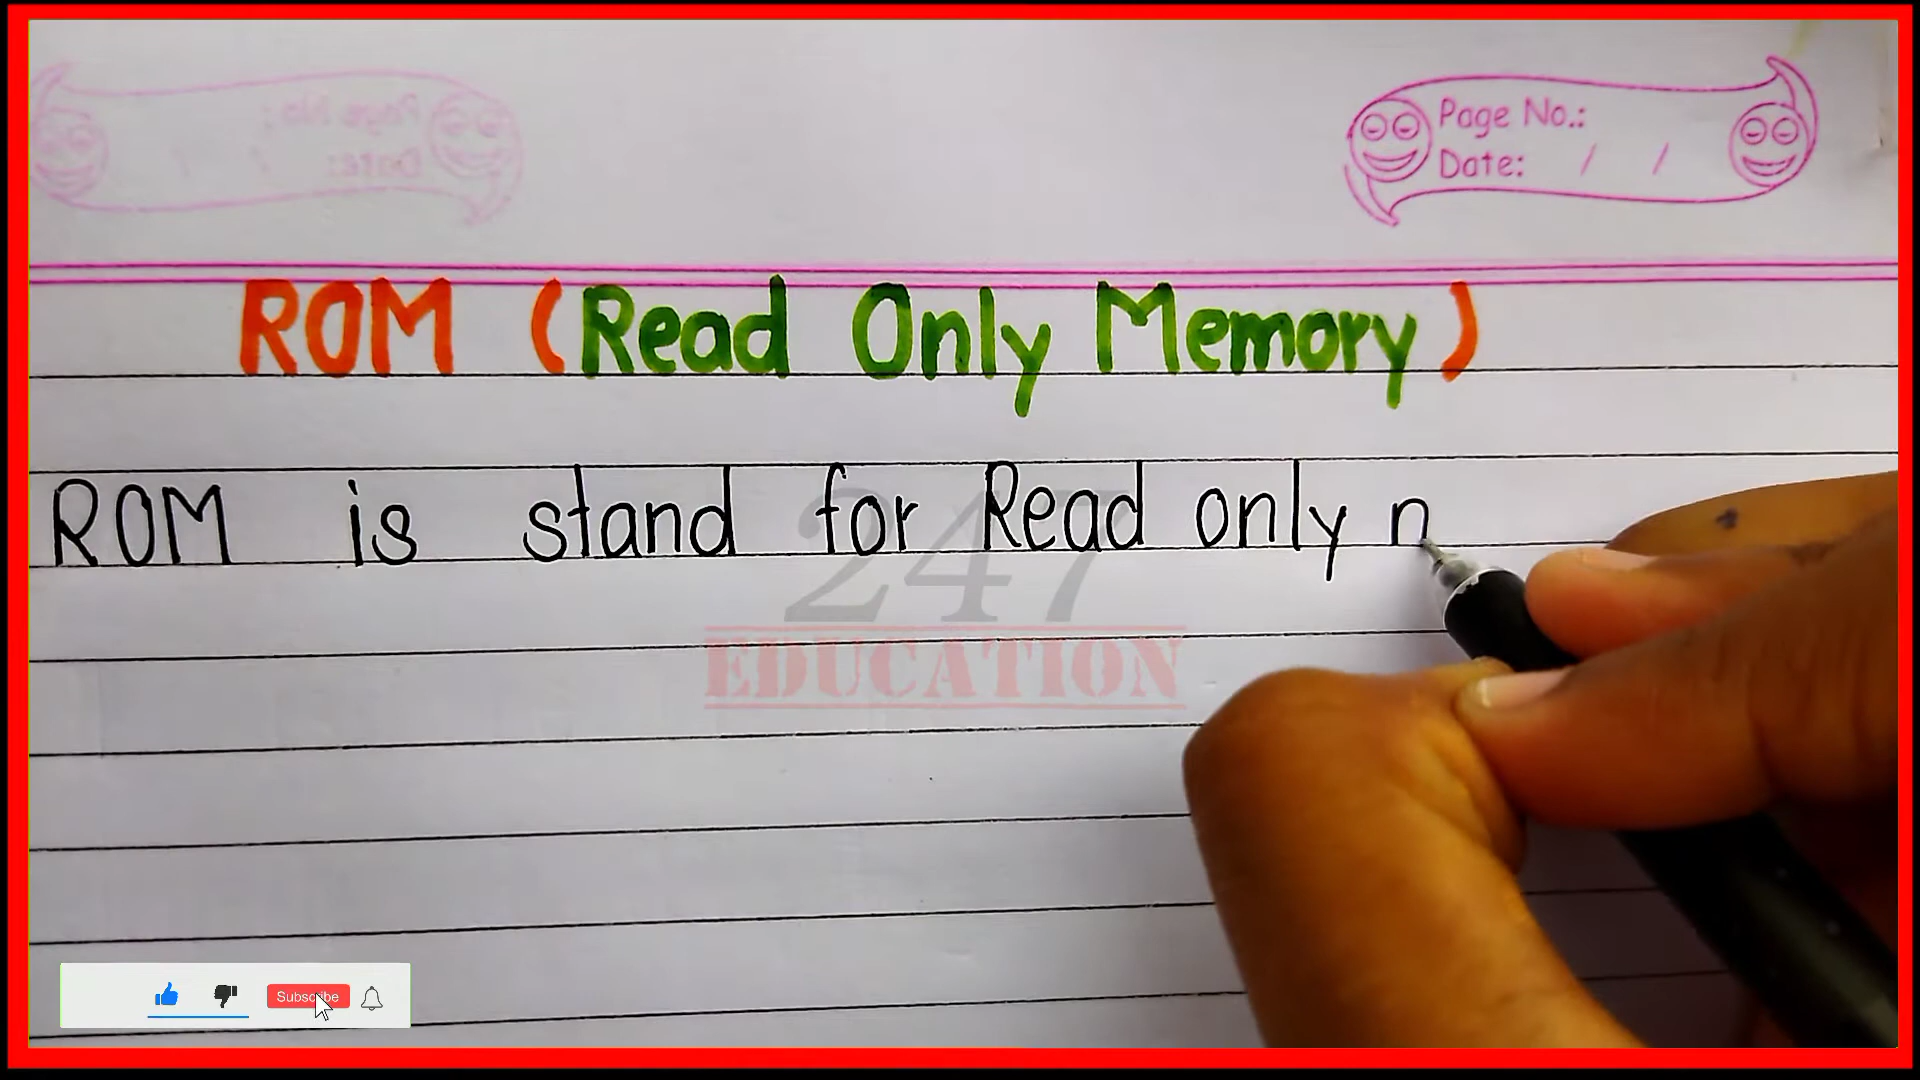 Page No.:
Date: / /
ROM (Read Only Memory)
ROM is stand for Read only n
247
EDUCATION
Subscribe